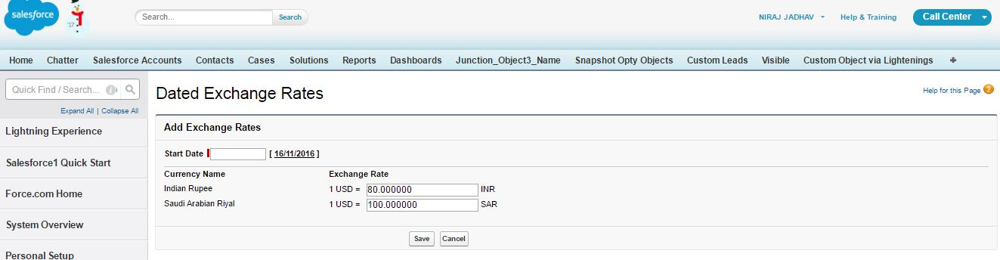 salesforce
'17
Search... Search
NIRAJ JADHAV Help & Training Call Center
Home Chatter Salesforce Accounts Contacts Cases Solutions Reports Dashboards Junction_Object3_Name Snapshot Opty Objects Custom Leads Visible Custom Object via Lightenings +
Quick Find / Search... i
Expand All | Collapse All
Lightning Experience
Salesforce1 Quick Start
Force.com Home
System Overview
Personal Setup
Dated Exchange Rates
Help for this Page ?
Add Exchange Rates
Start Date [ 16/11/2016 ]
Currency Name Exchange Rate
Indian Rupee 1 USD = 80.000000 INR
Saudi Arabian Riyal 1 USD = 100.000000 SAR
Save Cancel